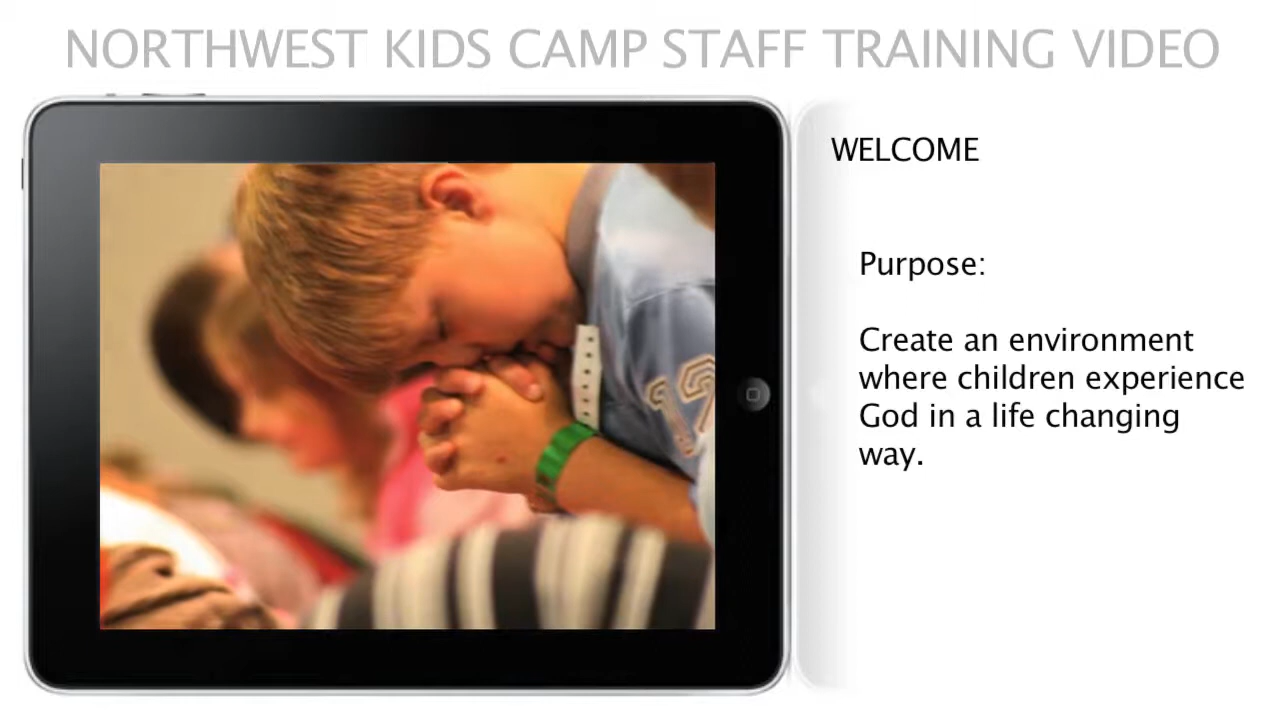 NORTHWEST KIDS CAMP STAFF TRAINING VIDEO
WELCOME
Purpose:
Create an environment
where children experience
God in a life changing
way.
12